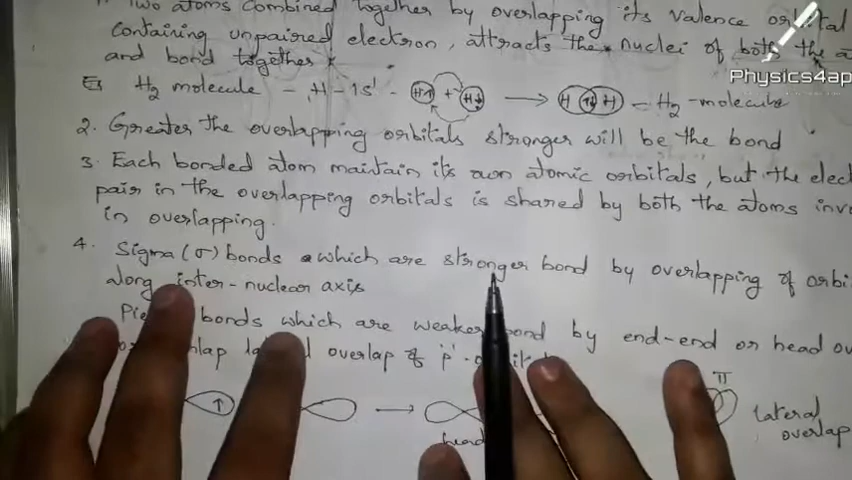 1. Two atoms combined together by overlapping its valence orbital
containing unpaired electron, attracts the nuclei of both the a
and bond together
Eg H2 molecule - H - 1s1 - H + H → H H - H2 - molecule
Physics4ap
2. Greater the overlapping orbitals stronger will be the bond
3. Each bonded atom maintain its own atomic orbitals, but the elec
pair in the overlapping orbitals is shared by both the atoms inv
in overlapping.
4. Sigma (σ) bonds which are stronger bond by overlapping of orbi
along inter-nuclear axis
bonds which are weaker bond by end-end or head ov
overlap of 'p'-
π
head
lateral
overlap